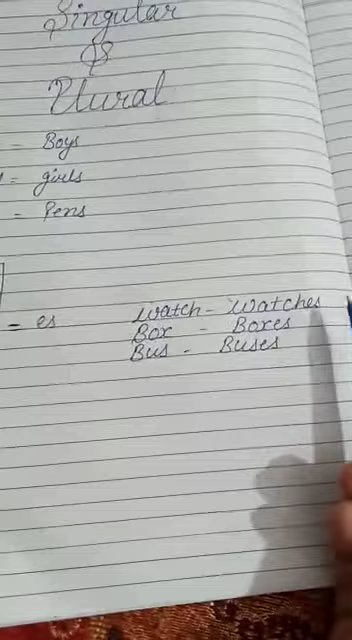 Singular
&
Plural
= Boys
= girls
= Pens
= es
Watch - Watches
Box - Boxes
Bus - Buses